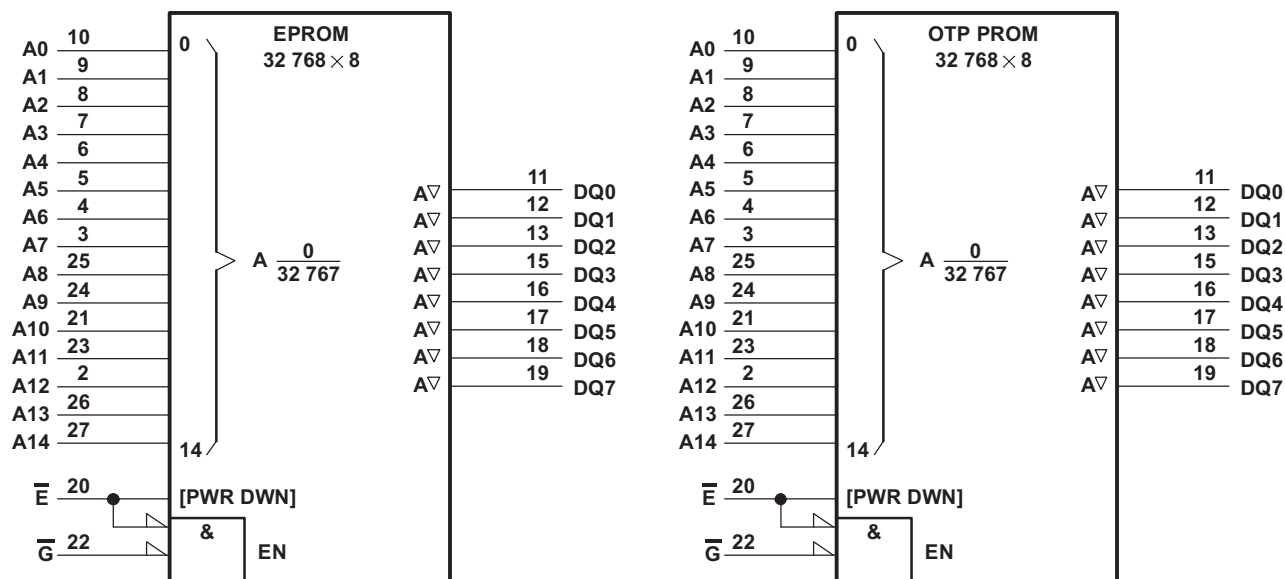 EPROM
32 768 × 8
A0 10 0
A1 9
A2 8
A3 7
A4 6
A5 5
A6 4
A7 3
A8 25
A9 24
A10 21
A11 23
A12 2
A13 26
A14 27 14
A 0
32 767
A▽ 11 DQ0
A▽ 12 DQ1
A▽ 13 DQ2
A▽ 15 DQ3
A▽ 16 DQ4
A▽ 17 DQ5
A▽ 18 DQ6
A▽ 19 DQ7
E̅ 20 [PWR DWN]
&
G̅ 22 EN
OTP PROM
32 768 × 8
A0 10 0
A1 9
A2 8
A3 7
A4 6
A5 5
A6 4
A7 3
A8 25
A9 24
A10 21
A11 23
A12 2
A13 26
A14 27 14
A 0
32 767
A▽ 11 DQ0
A▽ 12 DQ1
A▽ 13 DQ2
A▽ 15 DQ3
A▽ 16 DQ4
A▽ 17 DQ5
A▽ 18 DQ6
A▽ 19 DQ7
E̅ 20 [PWR DWN]
&
G̅ 22 EN